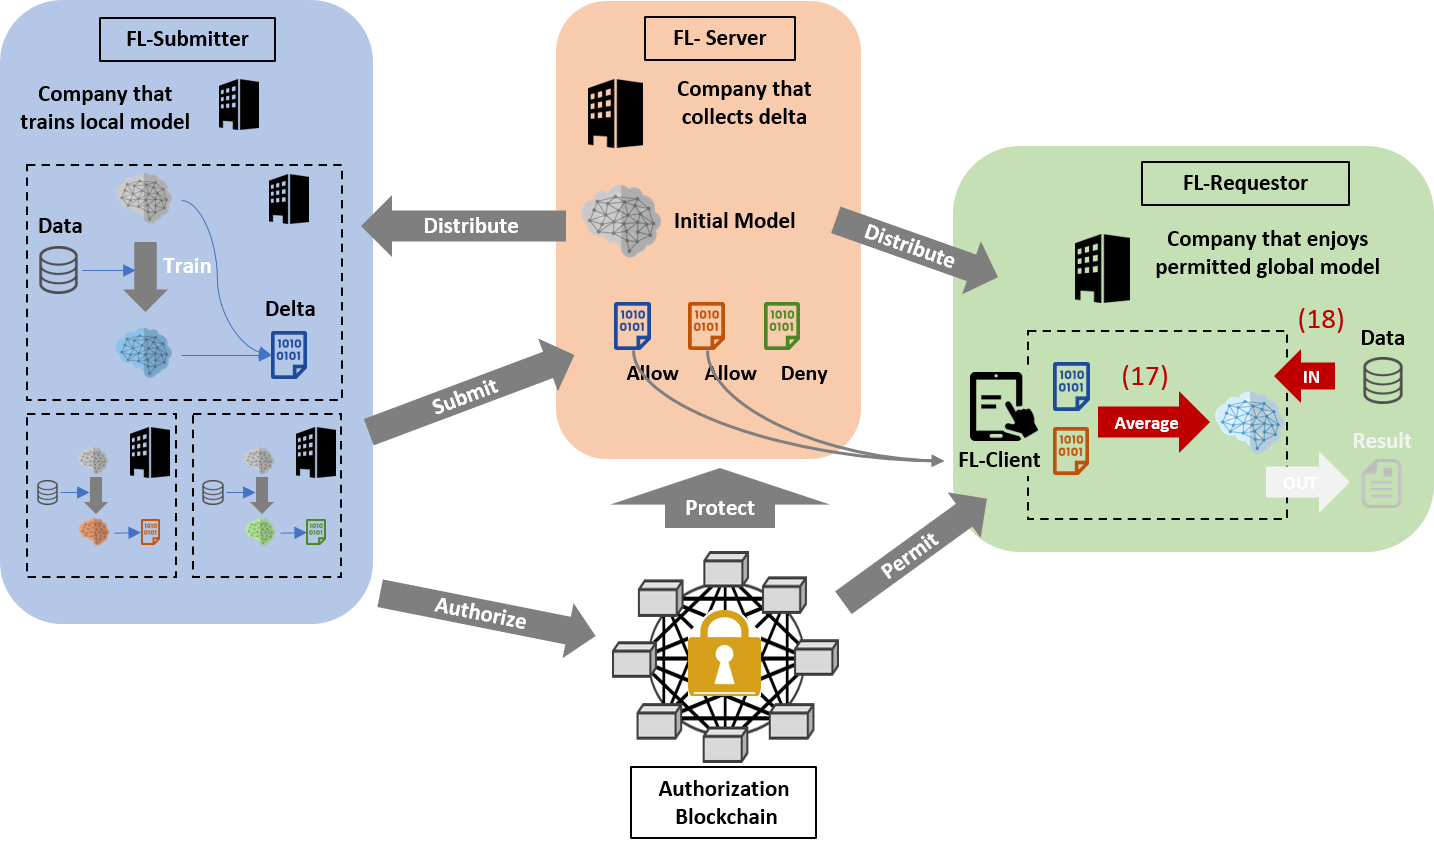 FL-Submitter
Company that
trains local model
Data
Train
Delta
1010
0101
1010
0101
1010
0101
Distribute
Submit
Authorize
FL- Server
Company that
collects delta
Initial Model
1010
0101
1010
0101
1010
0101
Allow
Allow
Deny
Protect
Authorization
Blockchain
Distribute
Permit
FL-Requestor
Company that enjoys
permitted global model
(18)
Data
IN
FL-Client
1010
0101
1010
0101
(17)
Average
Result
OUT